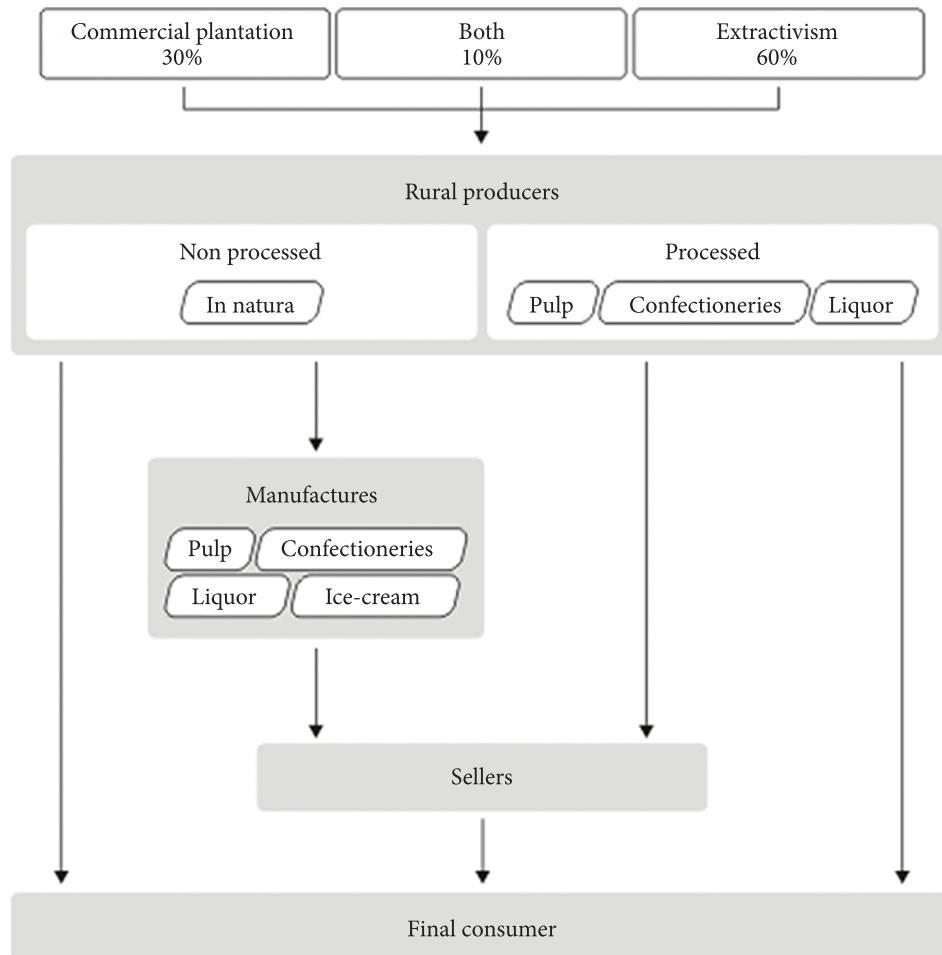 Commercial plantation
30%
Both
10%
Extractivism
60%
Rural producers
Non processed
In natura
Processed
Pulp
Confectioneries
Liquor
Manufactures
Pulp
Confectioneries
Liquor
Ice-cream
Sellers
Final consumer